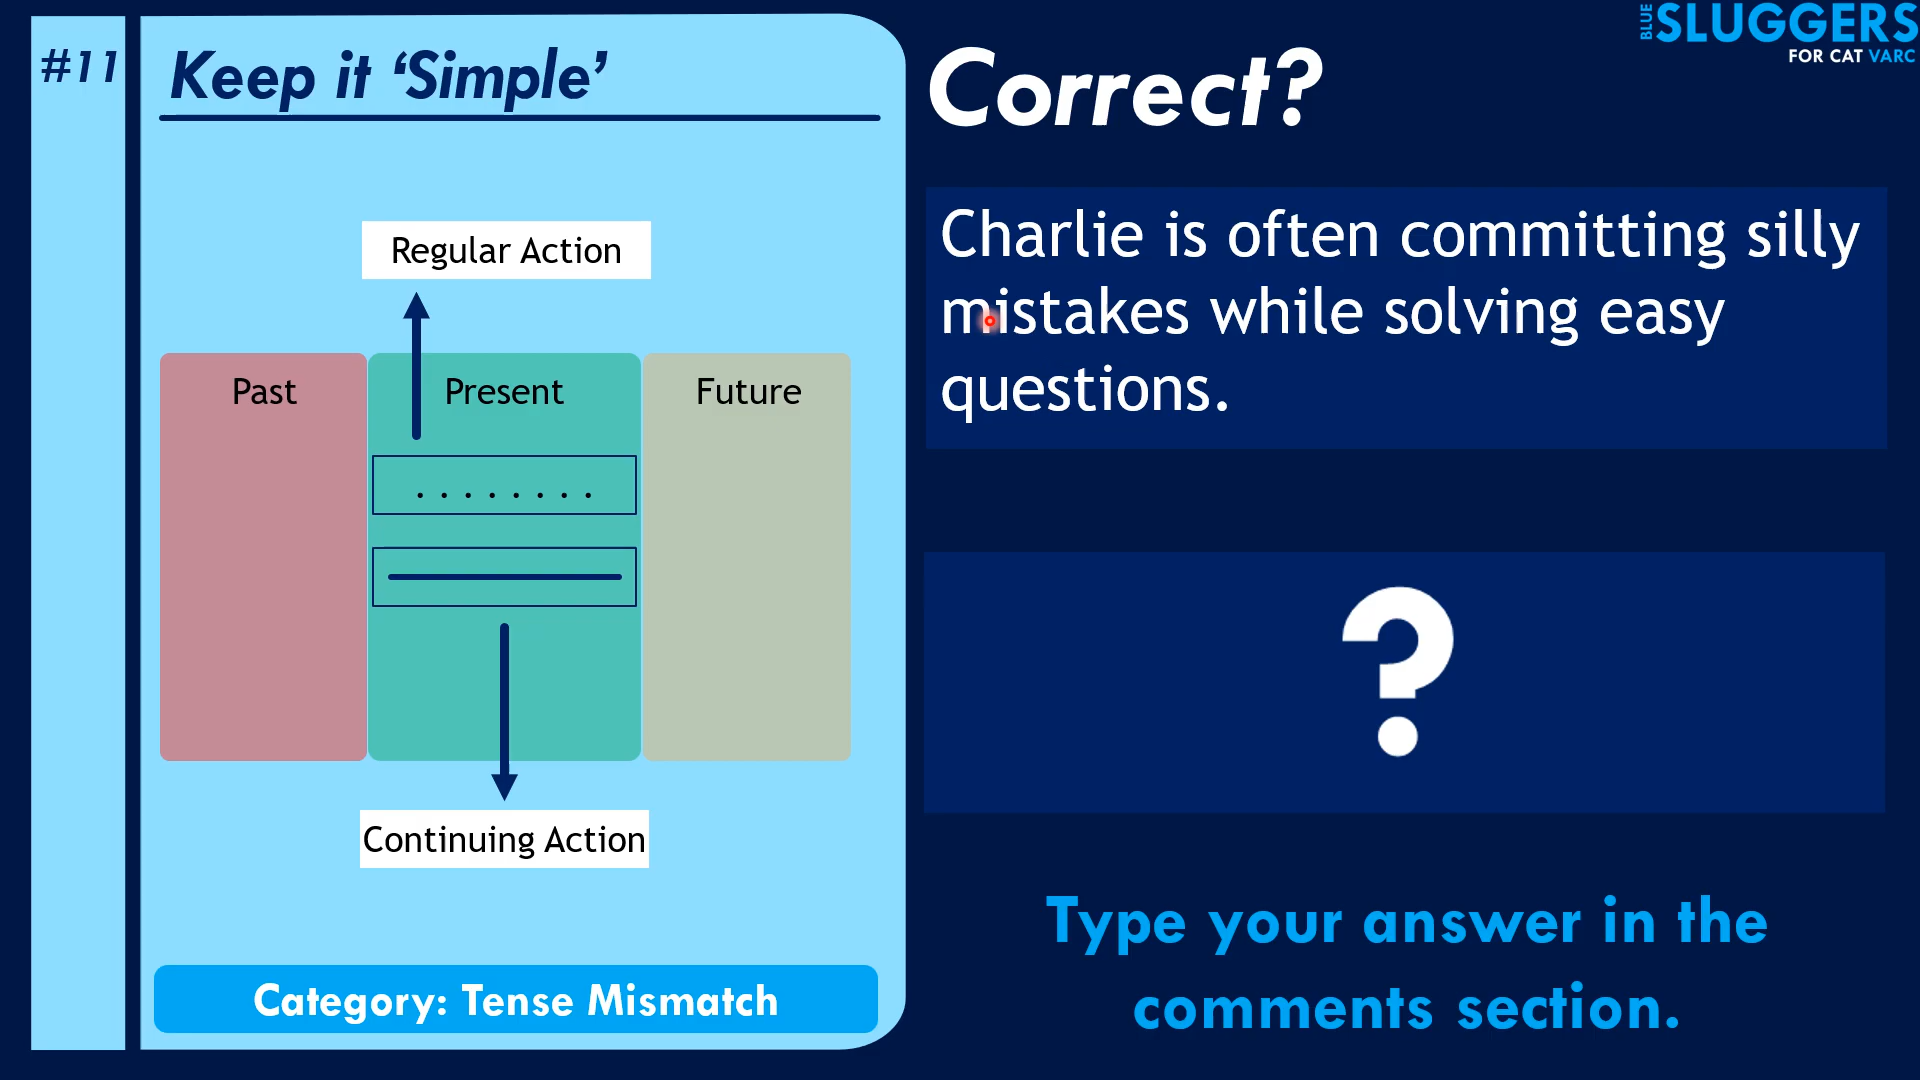 #11
Keep it ‘Simple’
Regular Action
Past
Present
Future
. . . . . . . .
Continuing Action
Category: Tense Mismatch
BLUE
SLUGGERS
FOR CAT VARC
Correct?
Charlie is often committing silly
mistakes while solving easy
questions.
?
Type your answer in the
comments section.